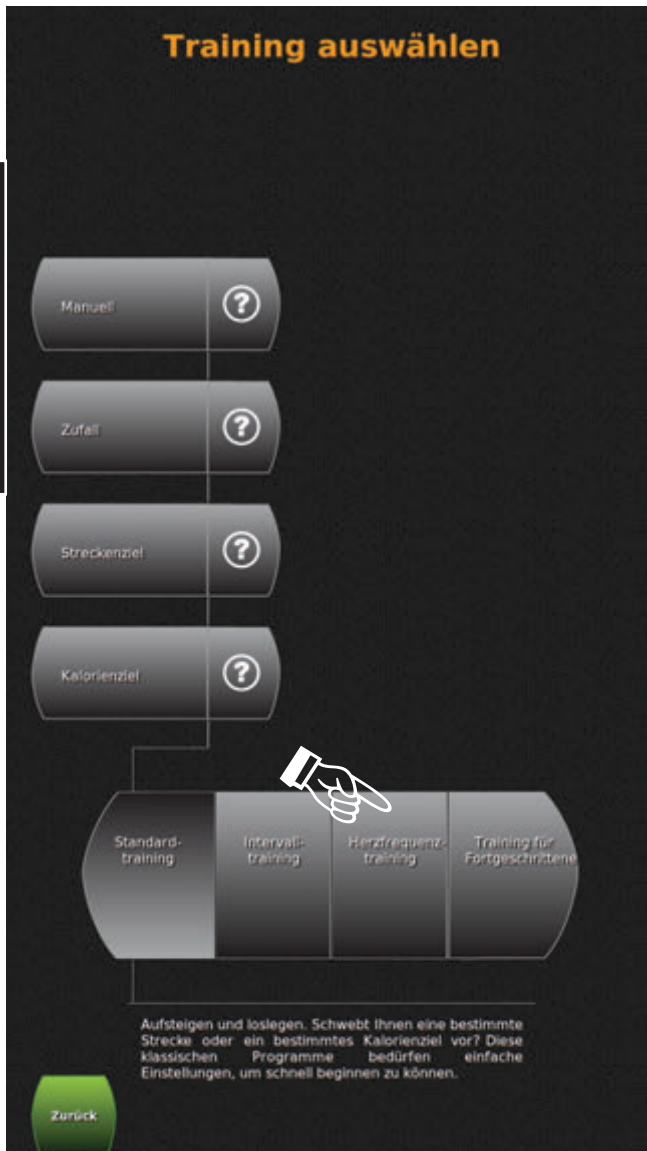 Training auswählen
Manuell
?
Zufall
?
Streckenziel
?
Kalorienziel
?
Standard-
training
Intervall-
training
Herzfrequenz-
training
Training für
Fortgeschrittene
Aufsteigen und loslegen. Schwebt Ihnen eine bestimmte
Strecke oder ein bestimmtes Kalorienziel vor? Diese
klassischen Programme bedürfen einfache
Einstellungen, um schnell beginnen zu können.
Zurück